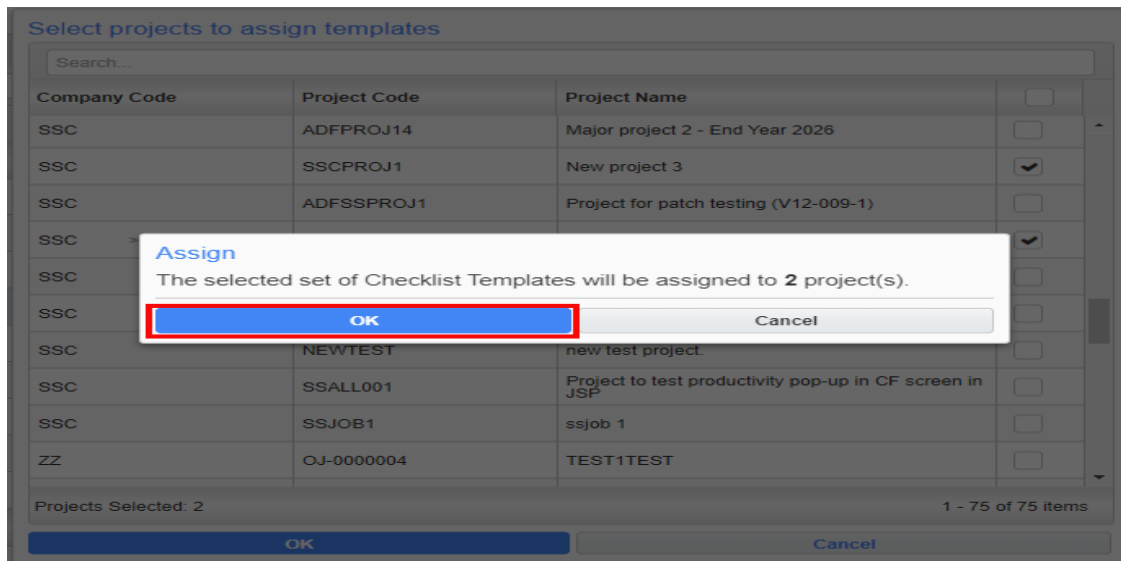 Select projects to assign templates
Search...
Company Code Project Code Project Name
SSC ADFPROJ14 Major project 2 - End Year 2026
SSC SSCPROJ1 New project 3
SSC ADFSSPROJ1 Project for patch testing (V12-009-1)
SSC >
Assign
The selected set of Checklist Templates will be assigned to 2 project(s).
OK Cancel
SSC
SSC
SSC NEWTEST new test project.
SSC SSALL001 Project to test productivity pop-up in CF screen in
JSP
SSC SSJOB1 ssjob 1
ZZ OJ-0000004 TEST1TEST
Projects Selected: 2 1 - 75 of 75 items
OK Cancel